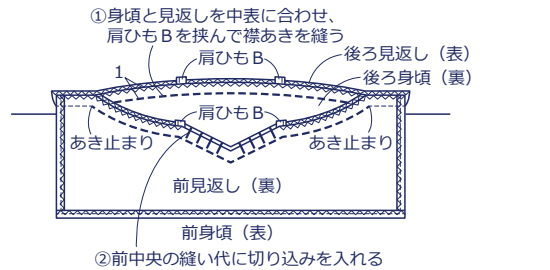 ①身頃と見返しを中表に合わせ、
肩ひもＢを挟んで襟あきを縫う
肩ひもＢ
後ろ見返し（表）
1
後ろ身頃（裏）
肩ひもＢ
あき止まり
あき止まり
前見返し（裏）
前身頃（表）
②前中央の縫い代に切り込みを入れる